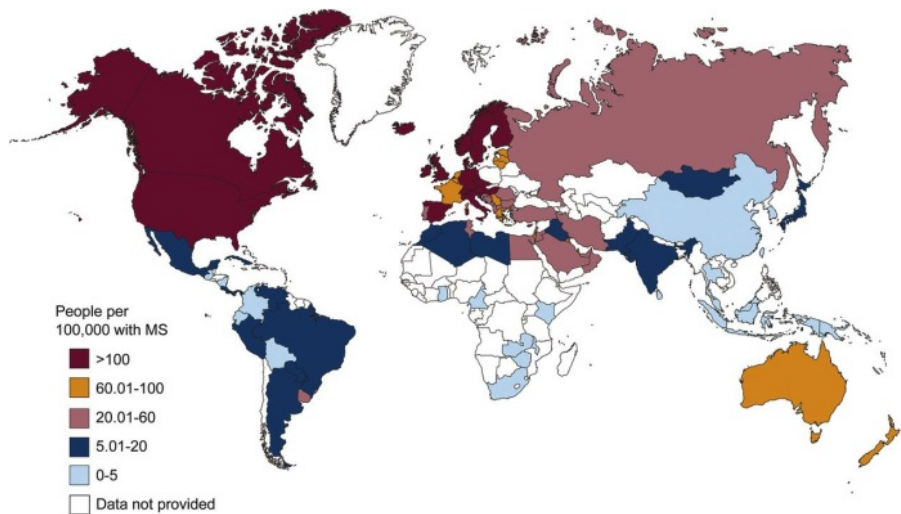 People per
100,000 with MS
>100
60.01-100
20.01-60
5.01-20
0-5
Data not provided